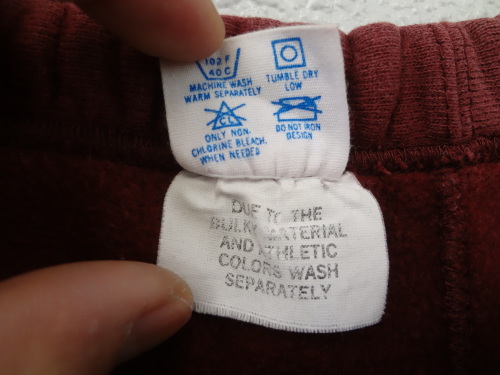 102 F
40 C
MACHINE WASH
WARM SEPARATELY
TUMBLE DRY
LOW
CL
ONLY NON-
CHLORINE BLEACH
WHEN NEEDED
DO NOT IRON
DESIGN
DUE TO THE
BULKY MATERIAL
AND ATHLETIC
COLORS WASH
SEPARATELY